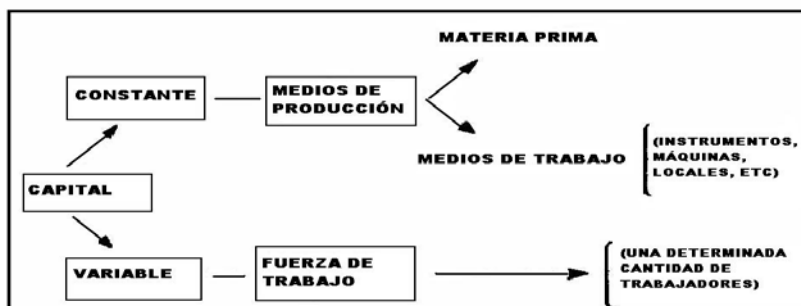 MATERIA PRIMA
CONSTANTE
MEDIOS DE
PRODUCCIÓN
MEDIOS DE TRABAJO
(INSTRUMENTOS,
MÁQUINAS,
LOCALES, ETC)
CAPITAL
VARIABLE
FUERZA DE
TRABAJO
(UNA DETERMINADA
CANTIDAD DE
TRABAJADORES)